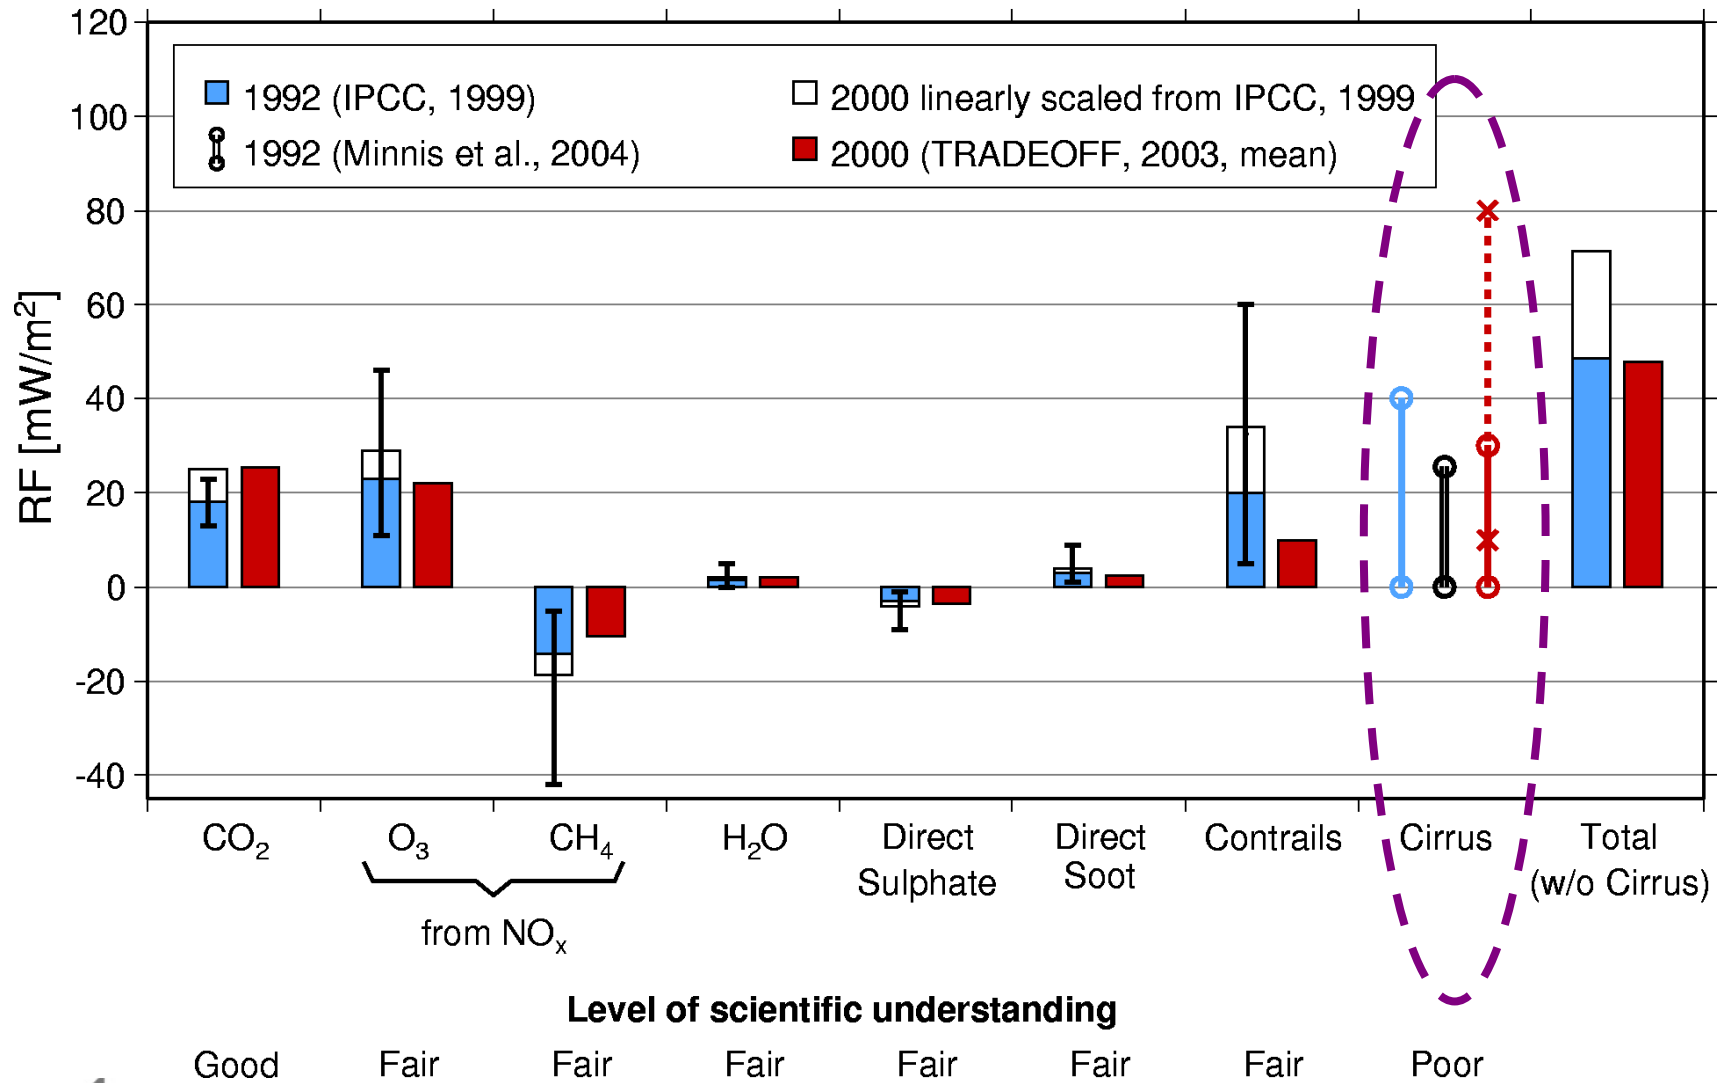 120
100
80
60
40
20
0
-20
-40
RF [mW/m²]
1992 (IPCC, 1999)
2000 linearly scaled from IPCC, 1999
1992 (Minnis et al., 2004)
2000 (TRADEOFF, 2003, mean)
CO₂
O₃
CH₄
H₂O
Direct
Sulphate
Direct
Soot
Contrails
Cirrus
Total
(w/o Cirrus)
from NOₓ
Level of scientific understanding
Good Fair Fair Fair Fair Fair Fair Poor